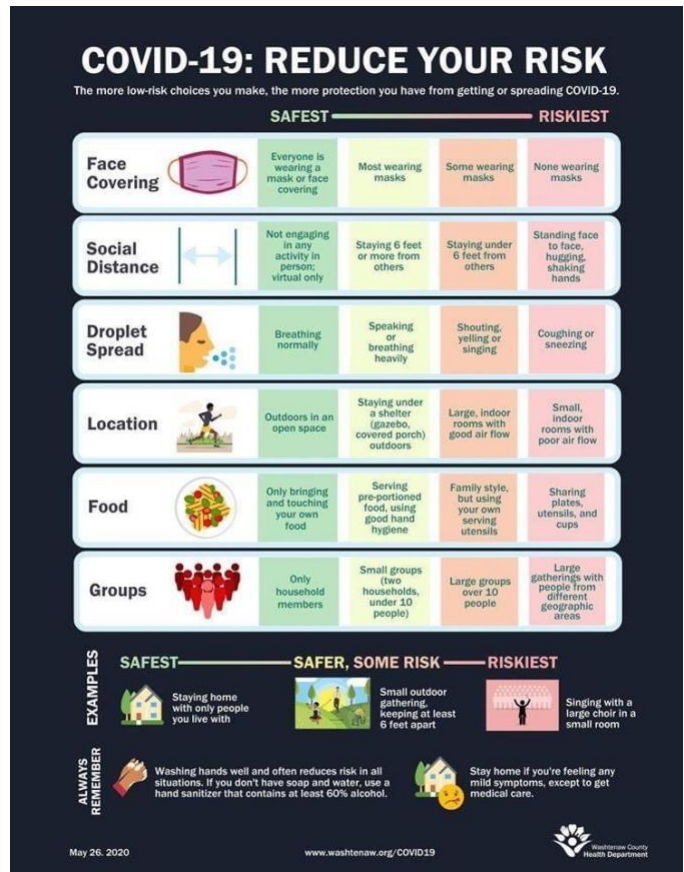 COVID-19: REDUCE YOUR RISK
The more low-risk choices you make, the more protection you have from getting or spreading COVID-19.
SAFEST RISKIEST
Face
Covering
Everyone is
wearing a
mask or face
covering
Most wearing
masks
Some wearing
masks
None wearing
masks
Social
Distance
Not engaging
in any
activity in
person;
virtual only
Staying 6 feet
or more from
others
Staying under
6 feet from
others
Standing face
to face,
hugging,
shaking
hands
Droplet
Spread
Breathing
normally
Speaking
or
breathing
heavily
Shouting,
yelling or
singing
Coughing or
sneezing
Location
Outdoors in an
open space
Staying under
a shelter
(gazebo,
covered porch)
outdoors
Large, indoor
rooms with
good air flow
Small,
indoor
rooms with
poor air flow
Food
Only bringing
and touching
your own
food
Serving
pre-portioned
food, using
good hand
hygiene
Family style,
but using
your own
serving
utensils
Sharing
plates,
utensils, and
cups
Groups
Only
household
members
Small groups
(two
households,
under 10
people)
Large groups
over 10
people
Large
gatherings with
people from
different
geographic
areas
EXAMPLES
SAFEST SAFER, SOME RISK RISKIEST
Staying home
with only people
you live with
Small outdoor
gathering,
keeping at least
6 feet apart
Singing with a
large choir in a
small room
ALWAYS
REMEMBER
Washing hands well and often reduces risk in all
situations. If you don't have soap and water, use a
hand sanitizer that contains at least 60% alcohol.
Stay home if you're feeling any
mild symptoms, except to get
medical care.
May 26. 2020
www.washtenaw.org/COVID19
Washtenaw County
Health Department